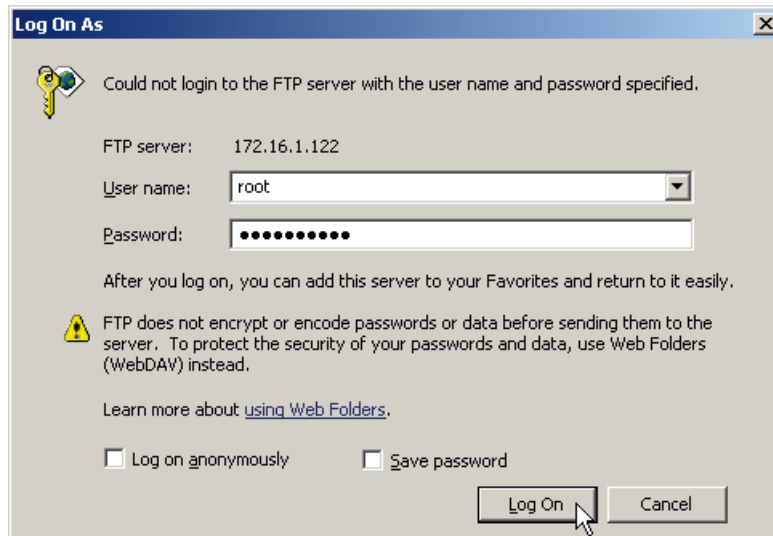 Log On As
Could not login to the FTP server with the user name and password specified.
FTP server: 172.16.1.122
User name: root
Password: ●●●●●●●●●●
After you log on, you can add this server to your Favorites and return to it easily.
FTP does not encrypt or encode passwords or data before sending them to the
server. To protect the security of your passwords and data, use Web Folders
(WebDAV) instead.
Learn more about using Web Folders.
Log on anonymously Save password
Log On Cancel